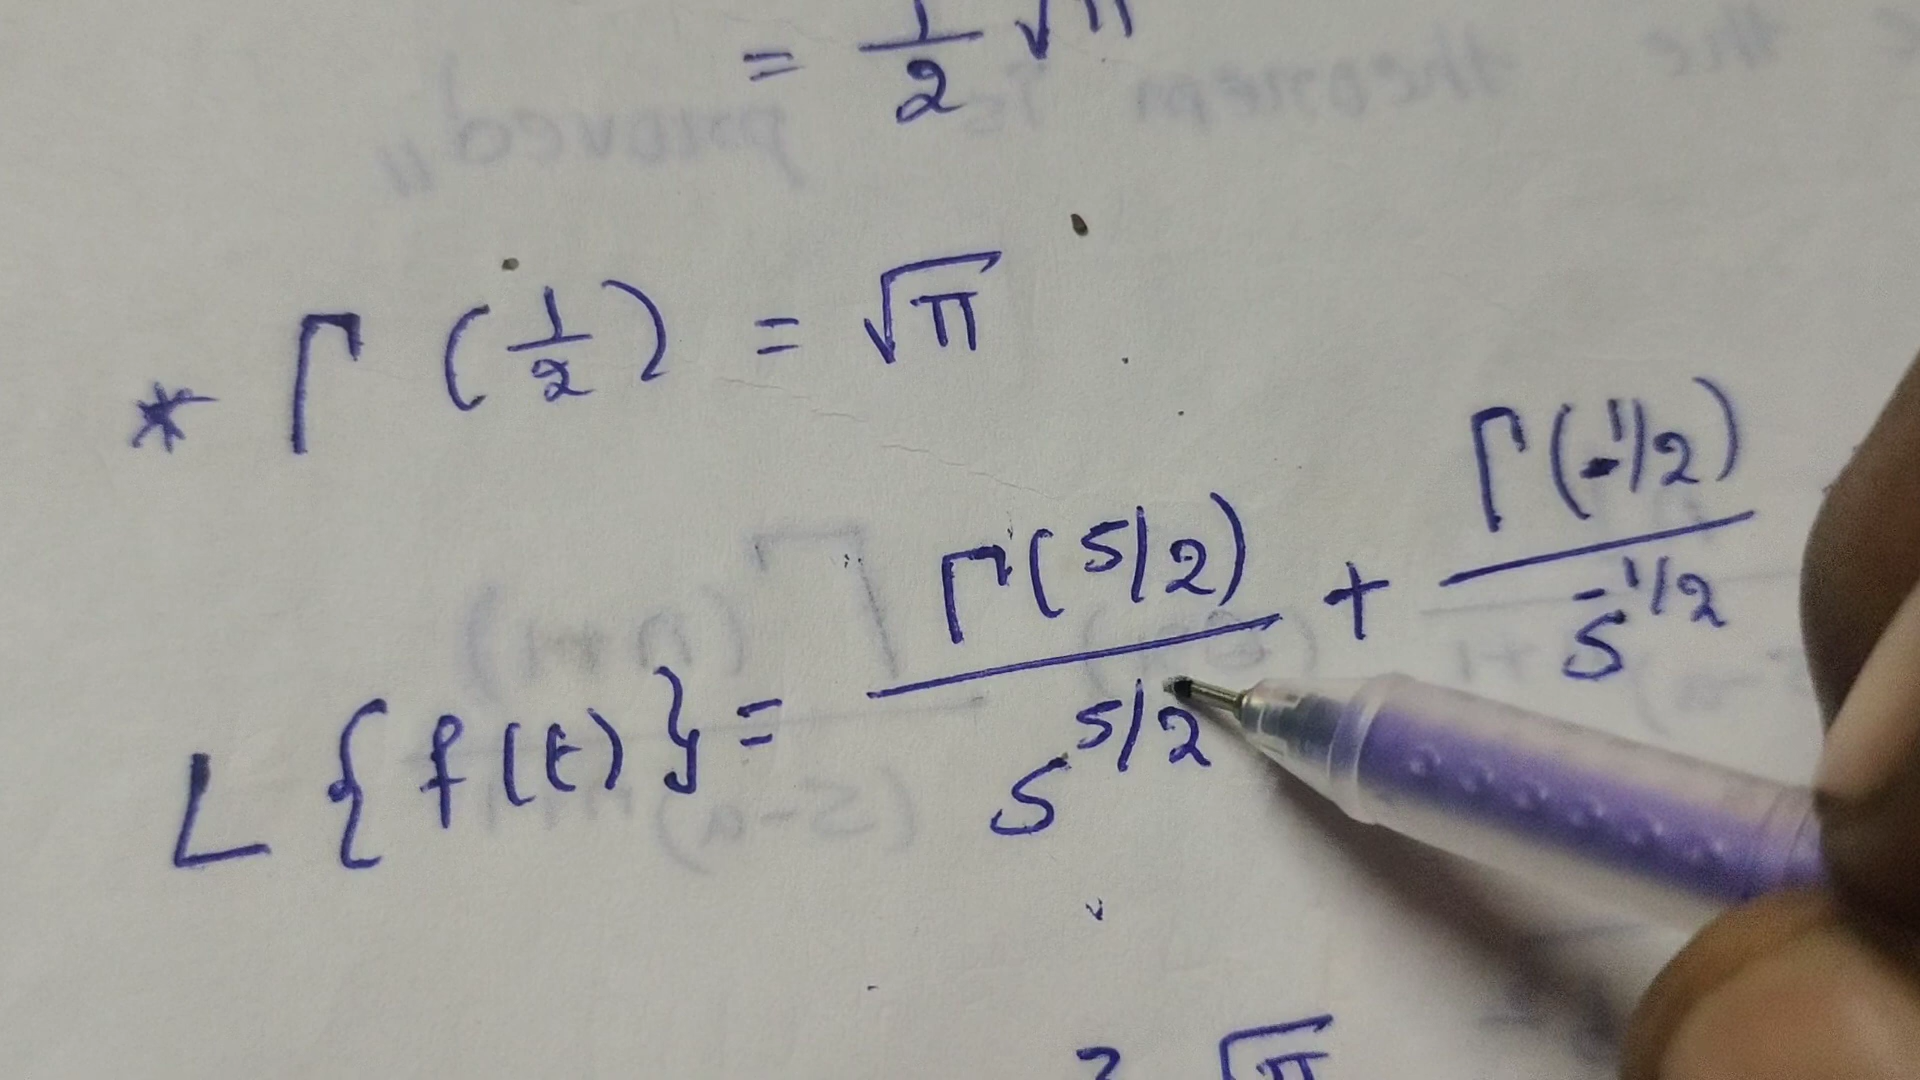 = 1/2 √π
* Γ (1/2) = √π
L {f(t)} = Γ(5/2)/s^5/2 + Γ(-1/2)/s^-1/2
√π